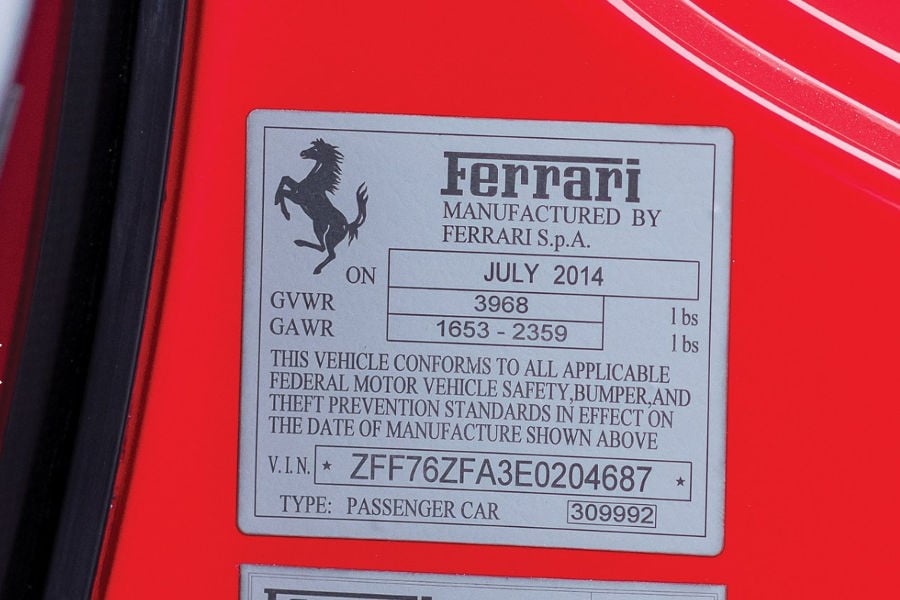 Ferrari
MANUFACTURED BY
FERRARI S.p.A.
ON JULY 2014
GVWR 3968 lbs
GAWR 1653 - 2359 lbs
THIS VEHICLE CONFORMS TO ALL APPLICABLE
FEDERAL MOTOR VEHICLE SAFETY,BUMPER,AND
THEFT PREVENTION STANDARDS IN EFFECT ON
THE DATE OF MANUFACTURE SHOWN ABOVE
V.I.N. ★ ZFF76ZFA3E0204687 ★
TYPE: PASSENGER CAR 309992